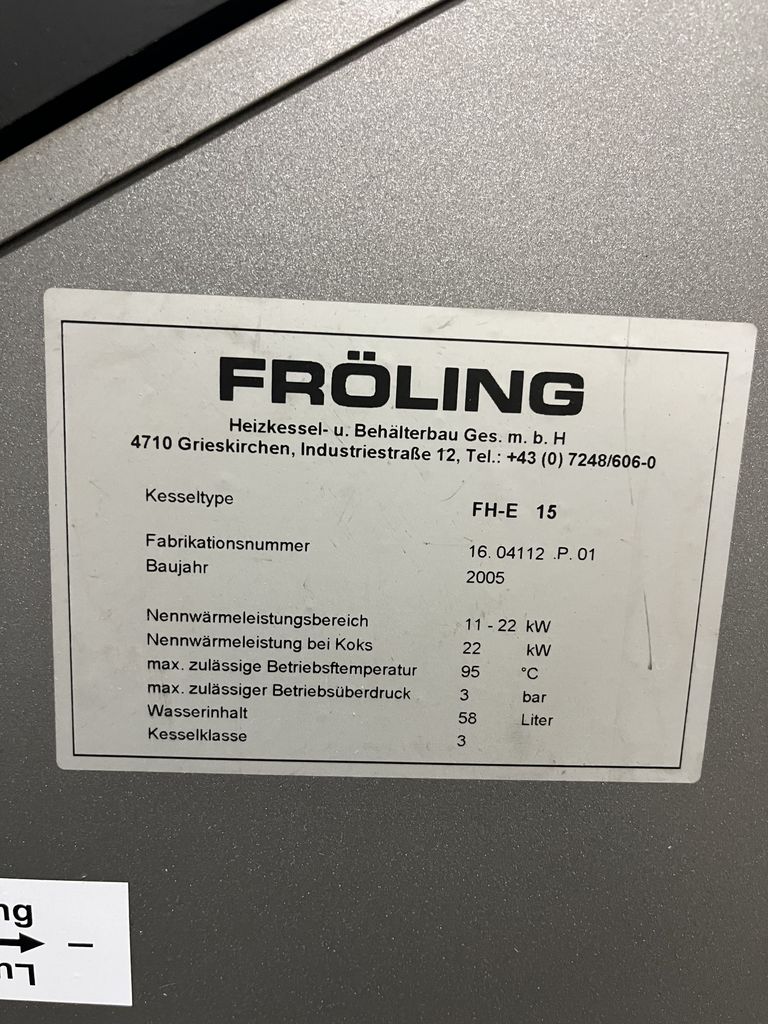 FRÖLING
Heizkessel- u. Behälterbau Ges. m. b. H
4710 Grieskirchen, Industriestraße 12, Tel.: +43 (0) 7248/606-0
Kesseltype FH-E 15
Fabrikationsnummer 16. 04112 .P. 01
Baujahr 2005
Nennwärmeleistungsbereich 11 - 22 kW
Nennwärmeleistung bei Koks 22 kW
max. zulässige Betriebsftemperatur 95 °C
max. zulässiger Betriebsüberdruck 3 bar
Wasserinhalt 58 Liter
Kesselklasse 3
ng